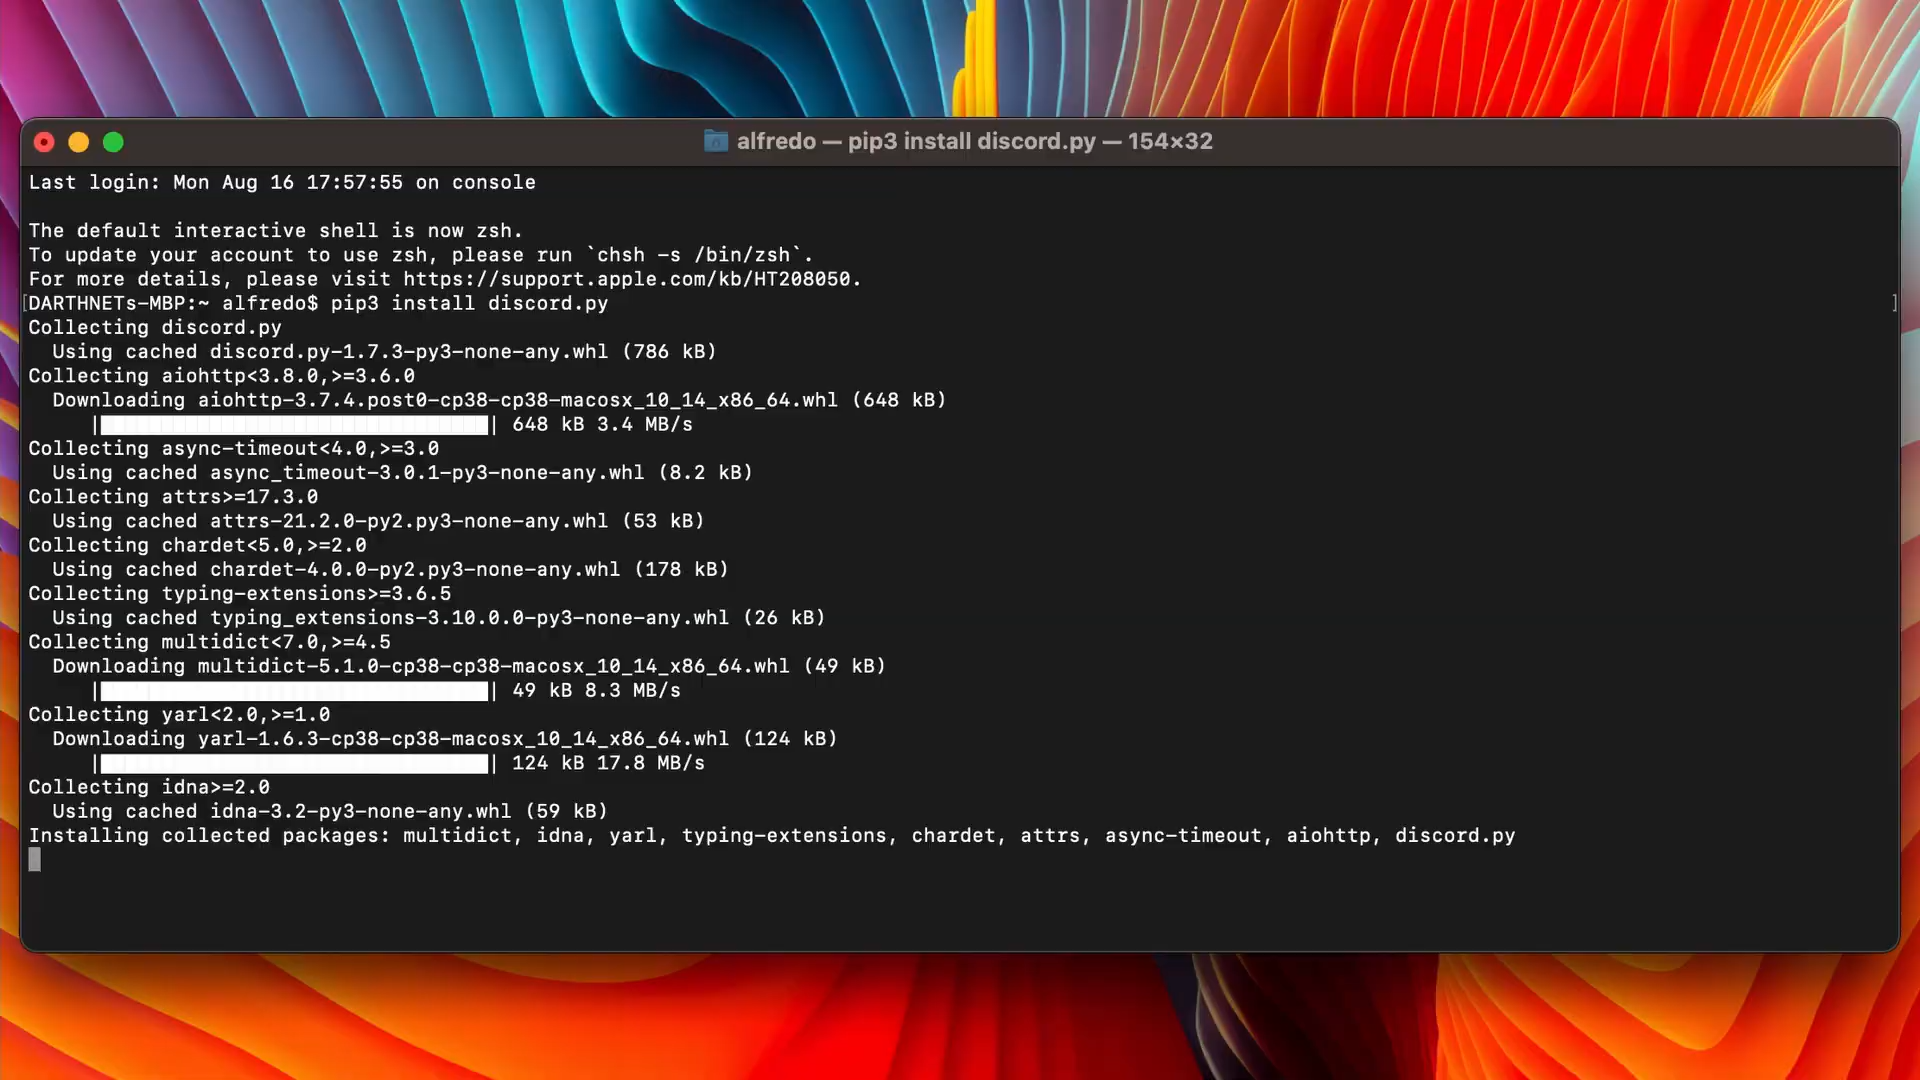 alfredo — pip3 install discord.py — 154×32
Last login: Mon Aug 16 17:57:55 on console
The default interactive shell is now zsh.
To update your account to use zsh, please run `chsh -s /bin/zsh`.
For more details, please visit https://support.apple.com/kb/HT208050.
[DARTHNETs-MBP:~ alfredo$ pip3 install discord.py ]
Collecting discord.py
  Using cached discord.py-1.7.3-py3-none-any.whl (786 kB)
Collecting aiohttp<3.8.0,>=3.6.0
  Downloading aiohttp-3.7.4.post0-cp38-cp38-macosx_10_14_x86_64.whl (648 kB)
     |████████████████████████████████| 648 kB 3.4 MB/s
Collecting async-timeout<4.0,>=3.0
  Using cached async_timeout-3.0.1-py3-none-any.whl (8.2 kB)
Collecting attrs>=17.3.0
  Using cached attrs-21.2.0-py2.py3-none-any.whl (53 kB)
Collecting chardet<5.0,>=2.0
  Using cached chardet-4.0.0-py2.py3-none-any.whl (178 kB)
Collecting typing-extensions>=3.6.5
  Using cached typing_extensions-3.10.0.0-py3-none-any.whl (26 kB)
Collecting multidict<7.0,>=4.5
  Downloading multidict-5.1.0-cp38-cp38-macosx_10_14_x86_64.whl (49 kB)
     |████████████████████████████████| 49 kB 8.3 MB/s
Collecting yarl<2.0,>=1.0
  Downloading yarl-1.6.3-cp38-cp38-macosx_10_14_x86_64.whl (124 kB)
     |████████████████████████████████| 124 kB 17.8 MB/s
Collecting idna>=2.0
  Using cached idna-3.2-py3-none-any.whl (59 kB)
Installing collected packages: multidict, idna, yarl, typing-extensions, chardet, attrs, async-timeout, aiohttp, discord.py